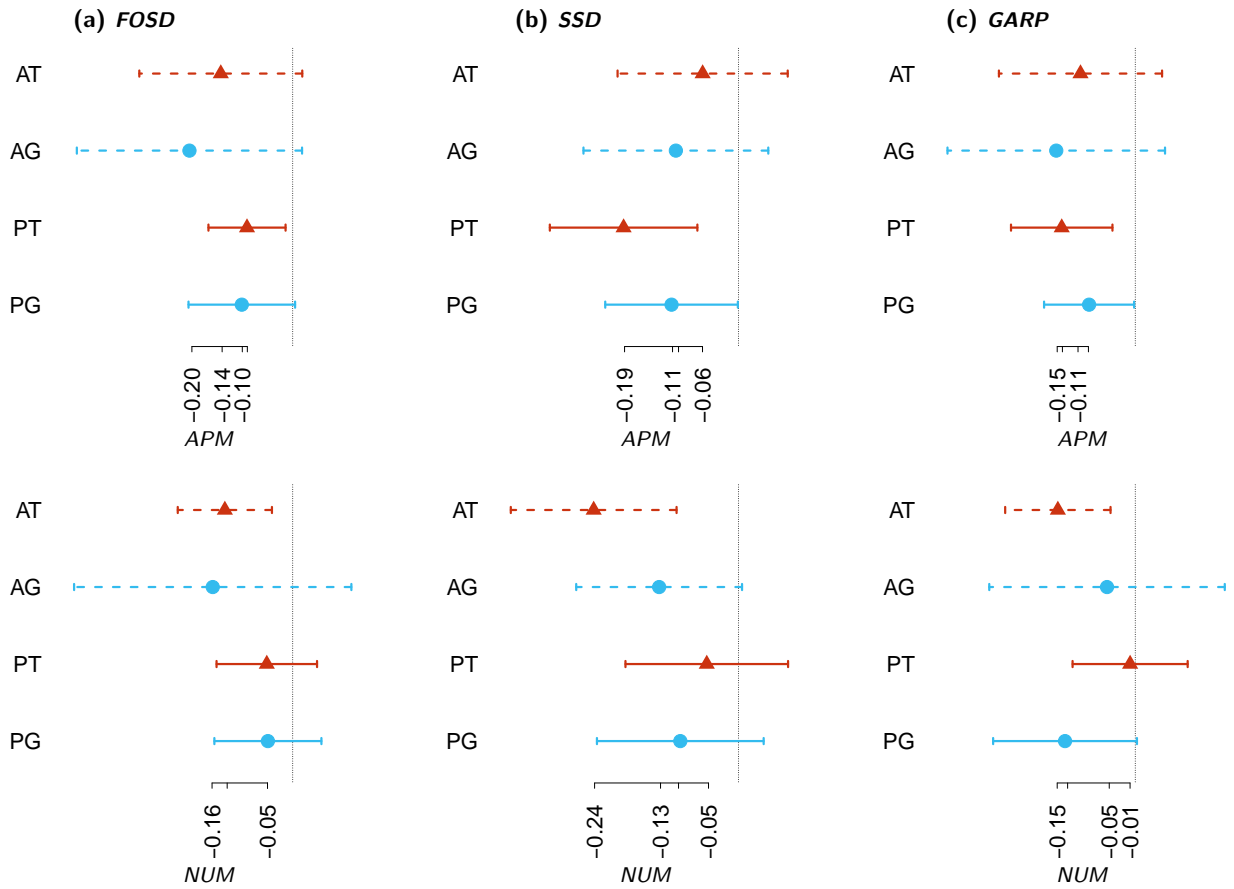 (a) FOSD
(b) SSD
(c) GARP
AT
AG
PT
PG
−0.20
−0.14
−0.10
APM
AT
AG
PT
PG
−0.19
−0.11
−0.06
APM
AT
AG
PT
PG
−0.15
−0.11
APM
AT
AG
PT
PG
−0.16
−0.05
NUM
AT
AG
PT
PG
−0.24
−0.13
−0.05
NUM
AT
AG
PT
PG
−0.15
−0.05
−0.01
NUM